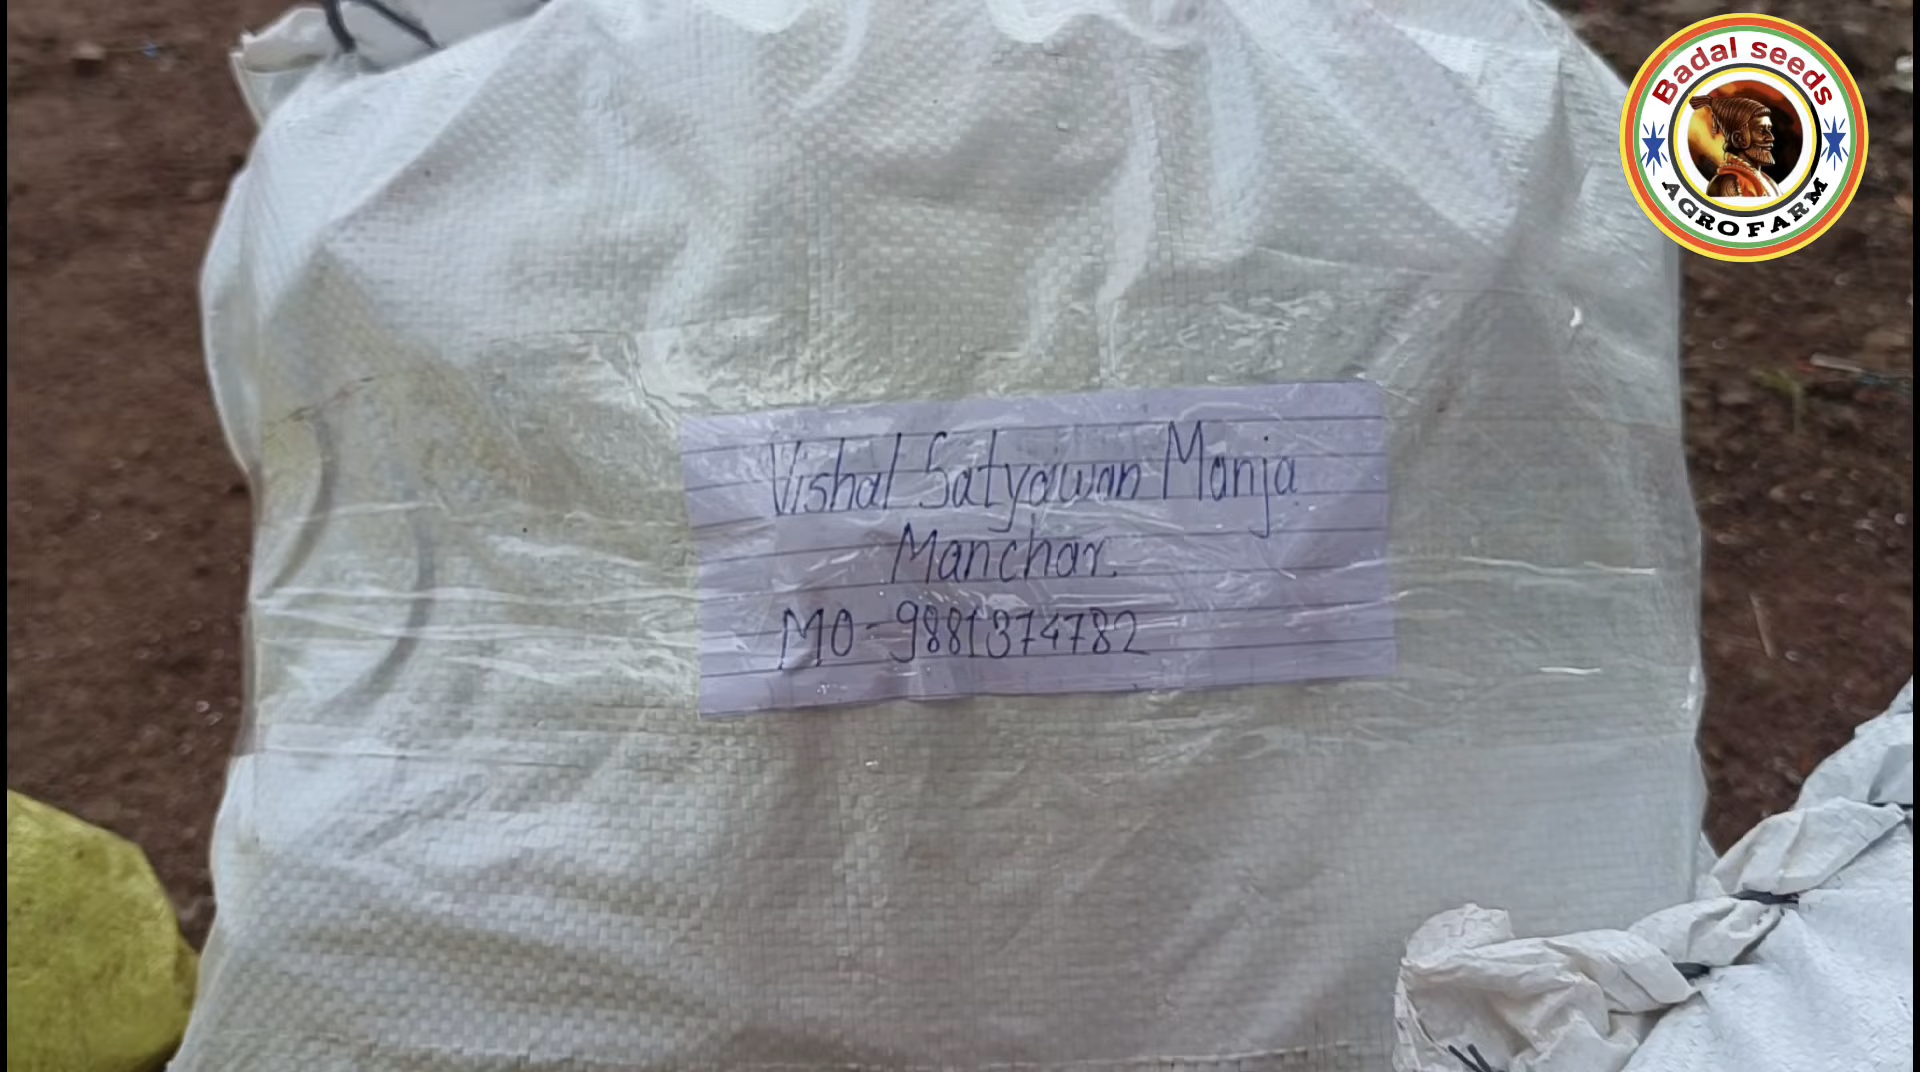 Badal seeds
AGRO FARM
Vishal Satyawan Manja
Manchar.
MO-9881374782